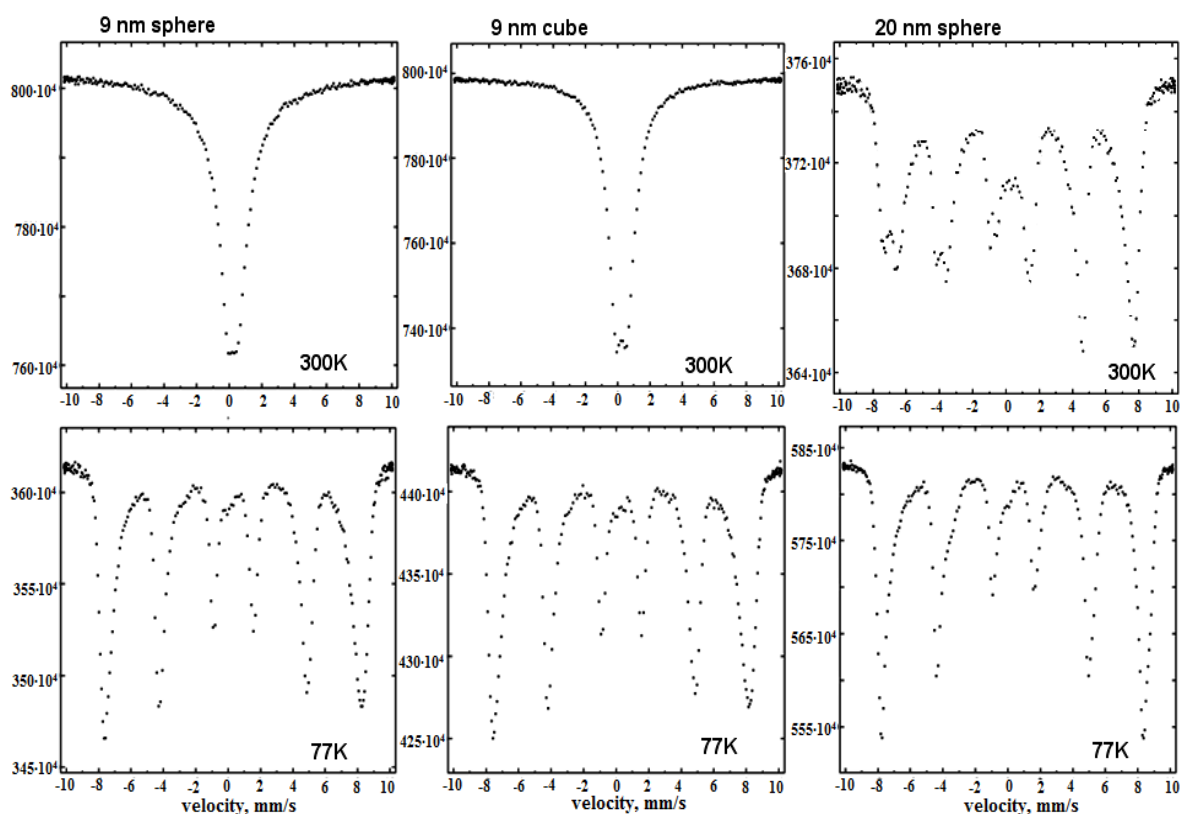 9 nm sphere
800·10⁴
780·10⁴
760·10⁴
300K
-10 -8 -6 -4 -2 0 2 4 6 8 10
9 nm cube
800·10⁴
780·10⁴
760·10⁴
740·10⁴
300K
-10 -8 -6 -4 -2 0 2 4 6 8 10
20 nm sphere
376·10⁴
372·10⁴
368·10⁴
364·10⁴
300K
-10 -8 -6 -4 -2 0 2 4 6 8 10
360·10⁴
355·10⁴
350·10⁴
345·10⁴
77K
-10 -8 -6 -4 -2 0 2 4 6 8 10
velocity, mm/s
440·10⁴
435·10⁴
430·10⁴
425·10⁴
77K
-10 -8 -6 -4 -2 0 2 4 6 8 10
velocity, mm/s
585·10⁴
575·10⁴
565·10⁴
555·10⁴
77K
-10 -8 -6 -4 -2 0 2 4 6 8 10
velocity, mm/s